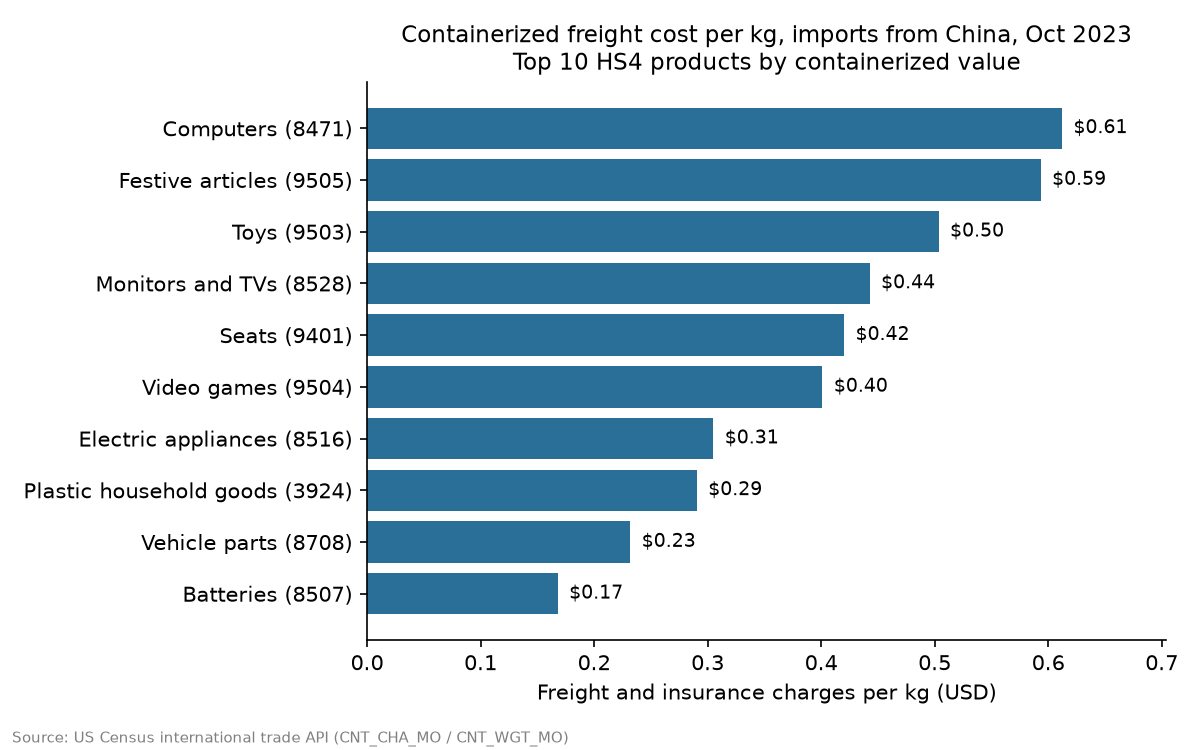 Containerized freight cost per kg, imports from China, Oct 2023
Top 10 HS4 products by containerized value
Computers (8471) $0.61
Festive articles (9505) $0.59
Toys (9503) $0.50
Monitors and TVs (8528) $0.44
Seats (9401) $0.42
Video games (9504) $0.40
Electric appliances (8516) $0.31
Plastic household goods (3924) $0.29
Vehicle parts (8708) $0.23
Batteries (8507) $0.17
0.0 0.1 0.2 0.3 0.4 0.5 0.6 0.7
Freight and insurance charges per kg (USD)
Source: US Census international trade API (CNT_CHA_MO / CNT_WGT_MO)